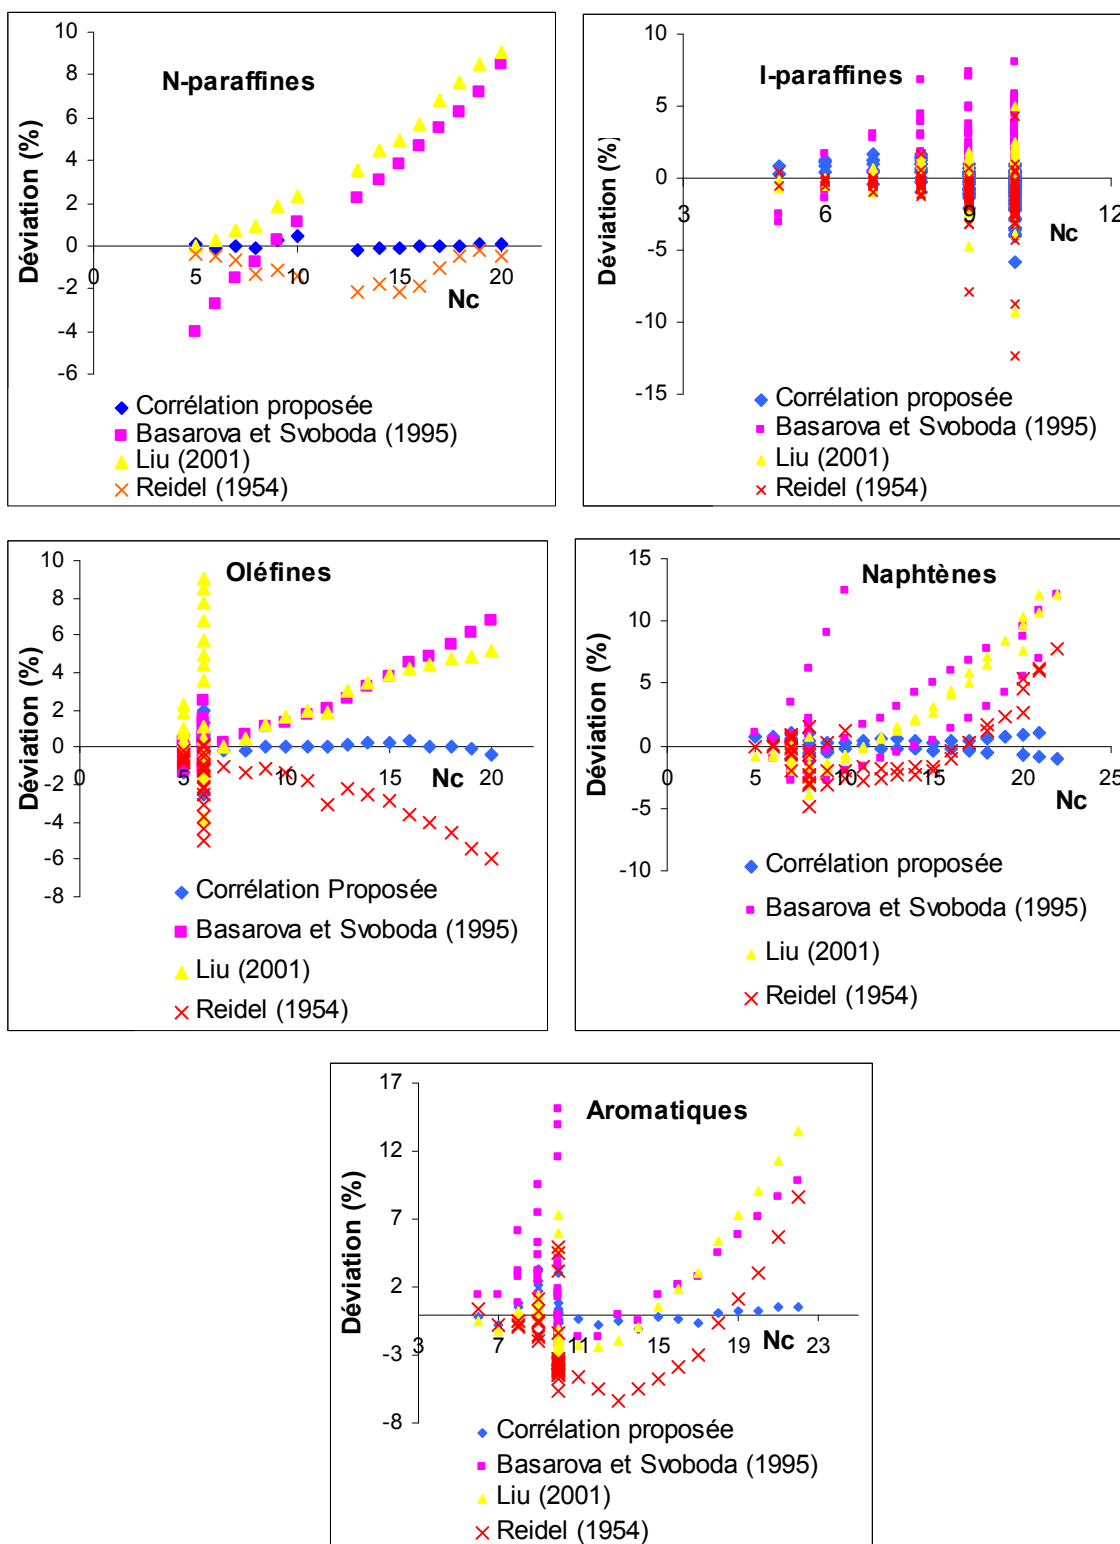 N-paraffines
Déviation (%)
10
8
6
4
2
0
-2
-4
-6
0
5
10
15
20
Nc
Corrélation proposée
Basarova et Svoboda (1995)
Liu (2001)
Reidel (1954)
I-paraffines
Déviation (%)
10
5
0
-5
-10
-15
3
6
9
12
Nc
Corrélation proposée
Basarova et Svoboda (1995)
Liu (2001)
Reidel (1954)
Oléfines
Déviation (%)
10
8
6
4
2
0
-2
-4
-6
-8
0
5
10
15
20
Nc
Corrélation Proposée
Basarova et Svoboda (1995)
Liu (2001)
Reidel (1954)
Naphtènes
Déviation (%)
15
10
5
0
-5
-10
0
5
10
15
20
25
Nc
Corrélation proposée
Basarova et Svoboda (1995)
Liu (2001)
Reidel (1954)
Aromatiques
Déviation (%)
17
12
7
2
-3
-8
3
7
11
15
19
23
Nc
Corrélation proposée
Basarova et Svoboda (1995)
Liu (2001)
Reidel (1954)